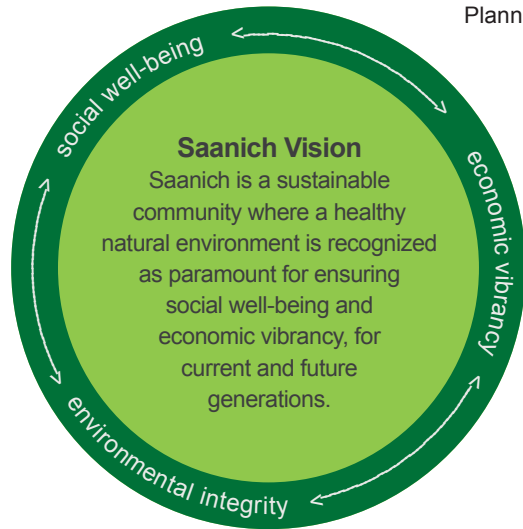 Plann
social well-being
economic vibrancy
environmental integrity
Saanich Vision
Saanich is a sustainable
community where a healthy
natural environment is recognized
as paramount for ensuring
social well-being and
economic vibrancy, for
current and future
generations.